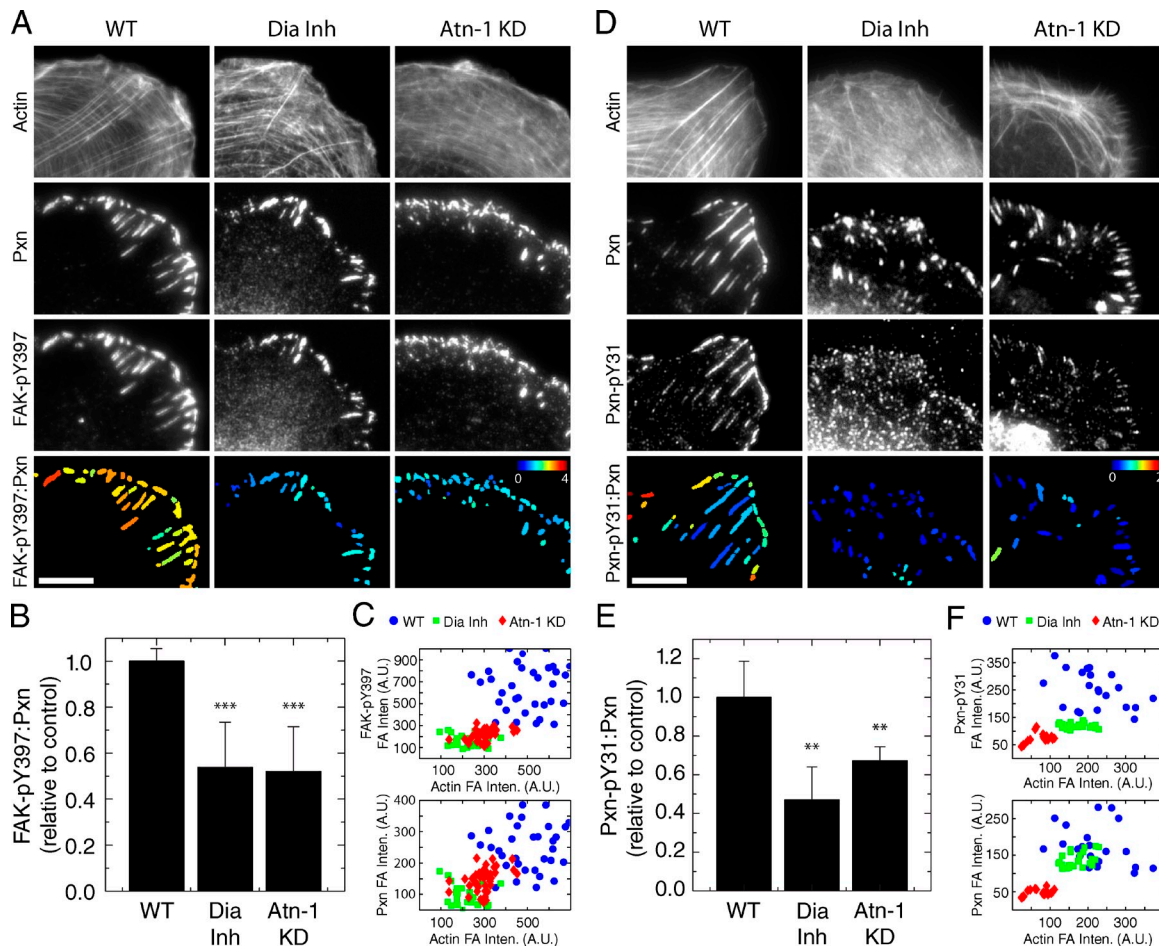 A
WT
Dia Inh
Atn-1 KD
Actin
Pxn
FAK-pY397
FAK-pY397:Pxn
0
2
4
D
WT
Dia Inh
Atn-1 KD
Actin
Pxn
Pxn-pY31
Pxn-pY31:Pxn
0
1
2
B
FAK-pY397:Pxn
(relative to control)
1.0
0.8
0.6
0.4
0.2
0.0
***
***
WT
Dia
Inh
Atn-1
KD
C
WT
Dia Inh
Atn-1 KD
FAK-pY397
FA Inten. (A.U.)
900
700
500
300
100
100
300
500
Actin FA Inten. (A.U.)
Pxn FA Inten. (A.U.)
400
300
200
100
100
300
500
Actin FA Inten. (A.U.)
E
Pxn-pY31:Pxn
(relative to control)
1.2
1.0
0.8
0.6
0.4
0.2
0.0
**
**
WT
Dia
Inh
Atn-1
KD
F
WT
Dia Inh
Atn-1 KD
Pxn-pY31
FA Inten. (A.U.)
350
250
150
50
100
200
300
Actin FA Inten. (A.U.)
Pxn FA Inten. (A.U.)
250
150
50
100
200
300
Actin FA Inten. (A.U.)